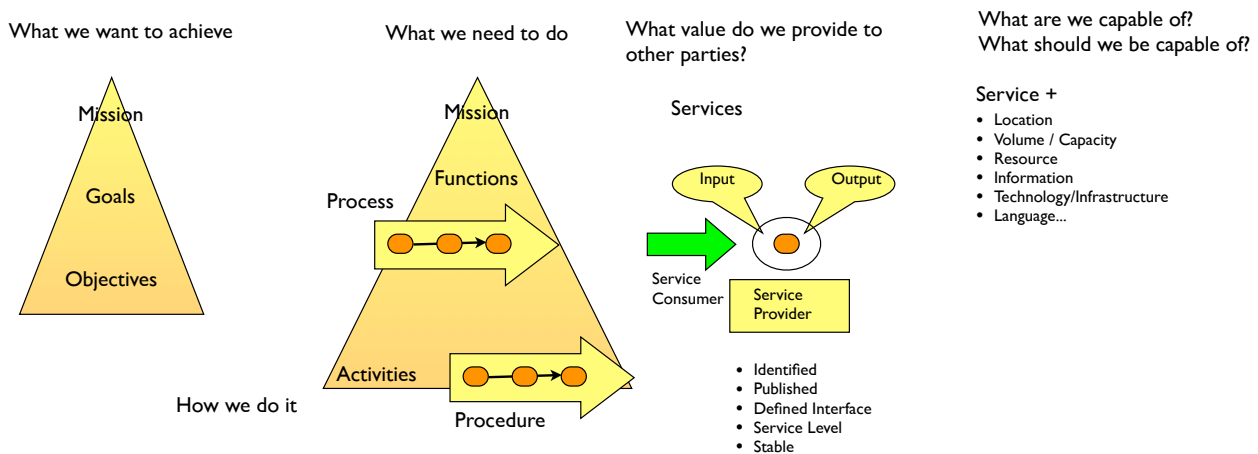 What we want to achieve
Mission
Goals
Objectives
How we do it
What we need to do
Mission
Functions
Process
Activities
Procedure
What value do we provide to
other parties?
Services
Input
Output
Service
Consumer
Service
Provider
• Identified
• Published
• Defined Interface
• Service Level
• Stable
What are we capable of?
What should we be capable of?
Service +
• Location
• Volume / Capacity
• Resource
• Information
• Technology/Infrastructure
• Language...